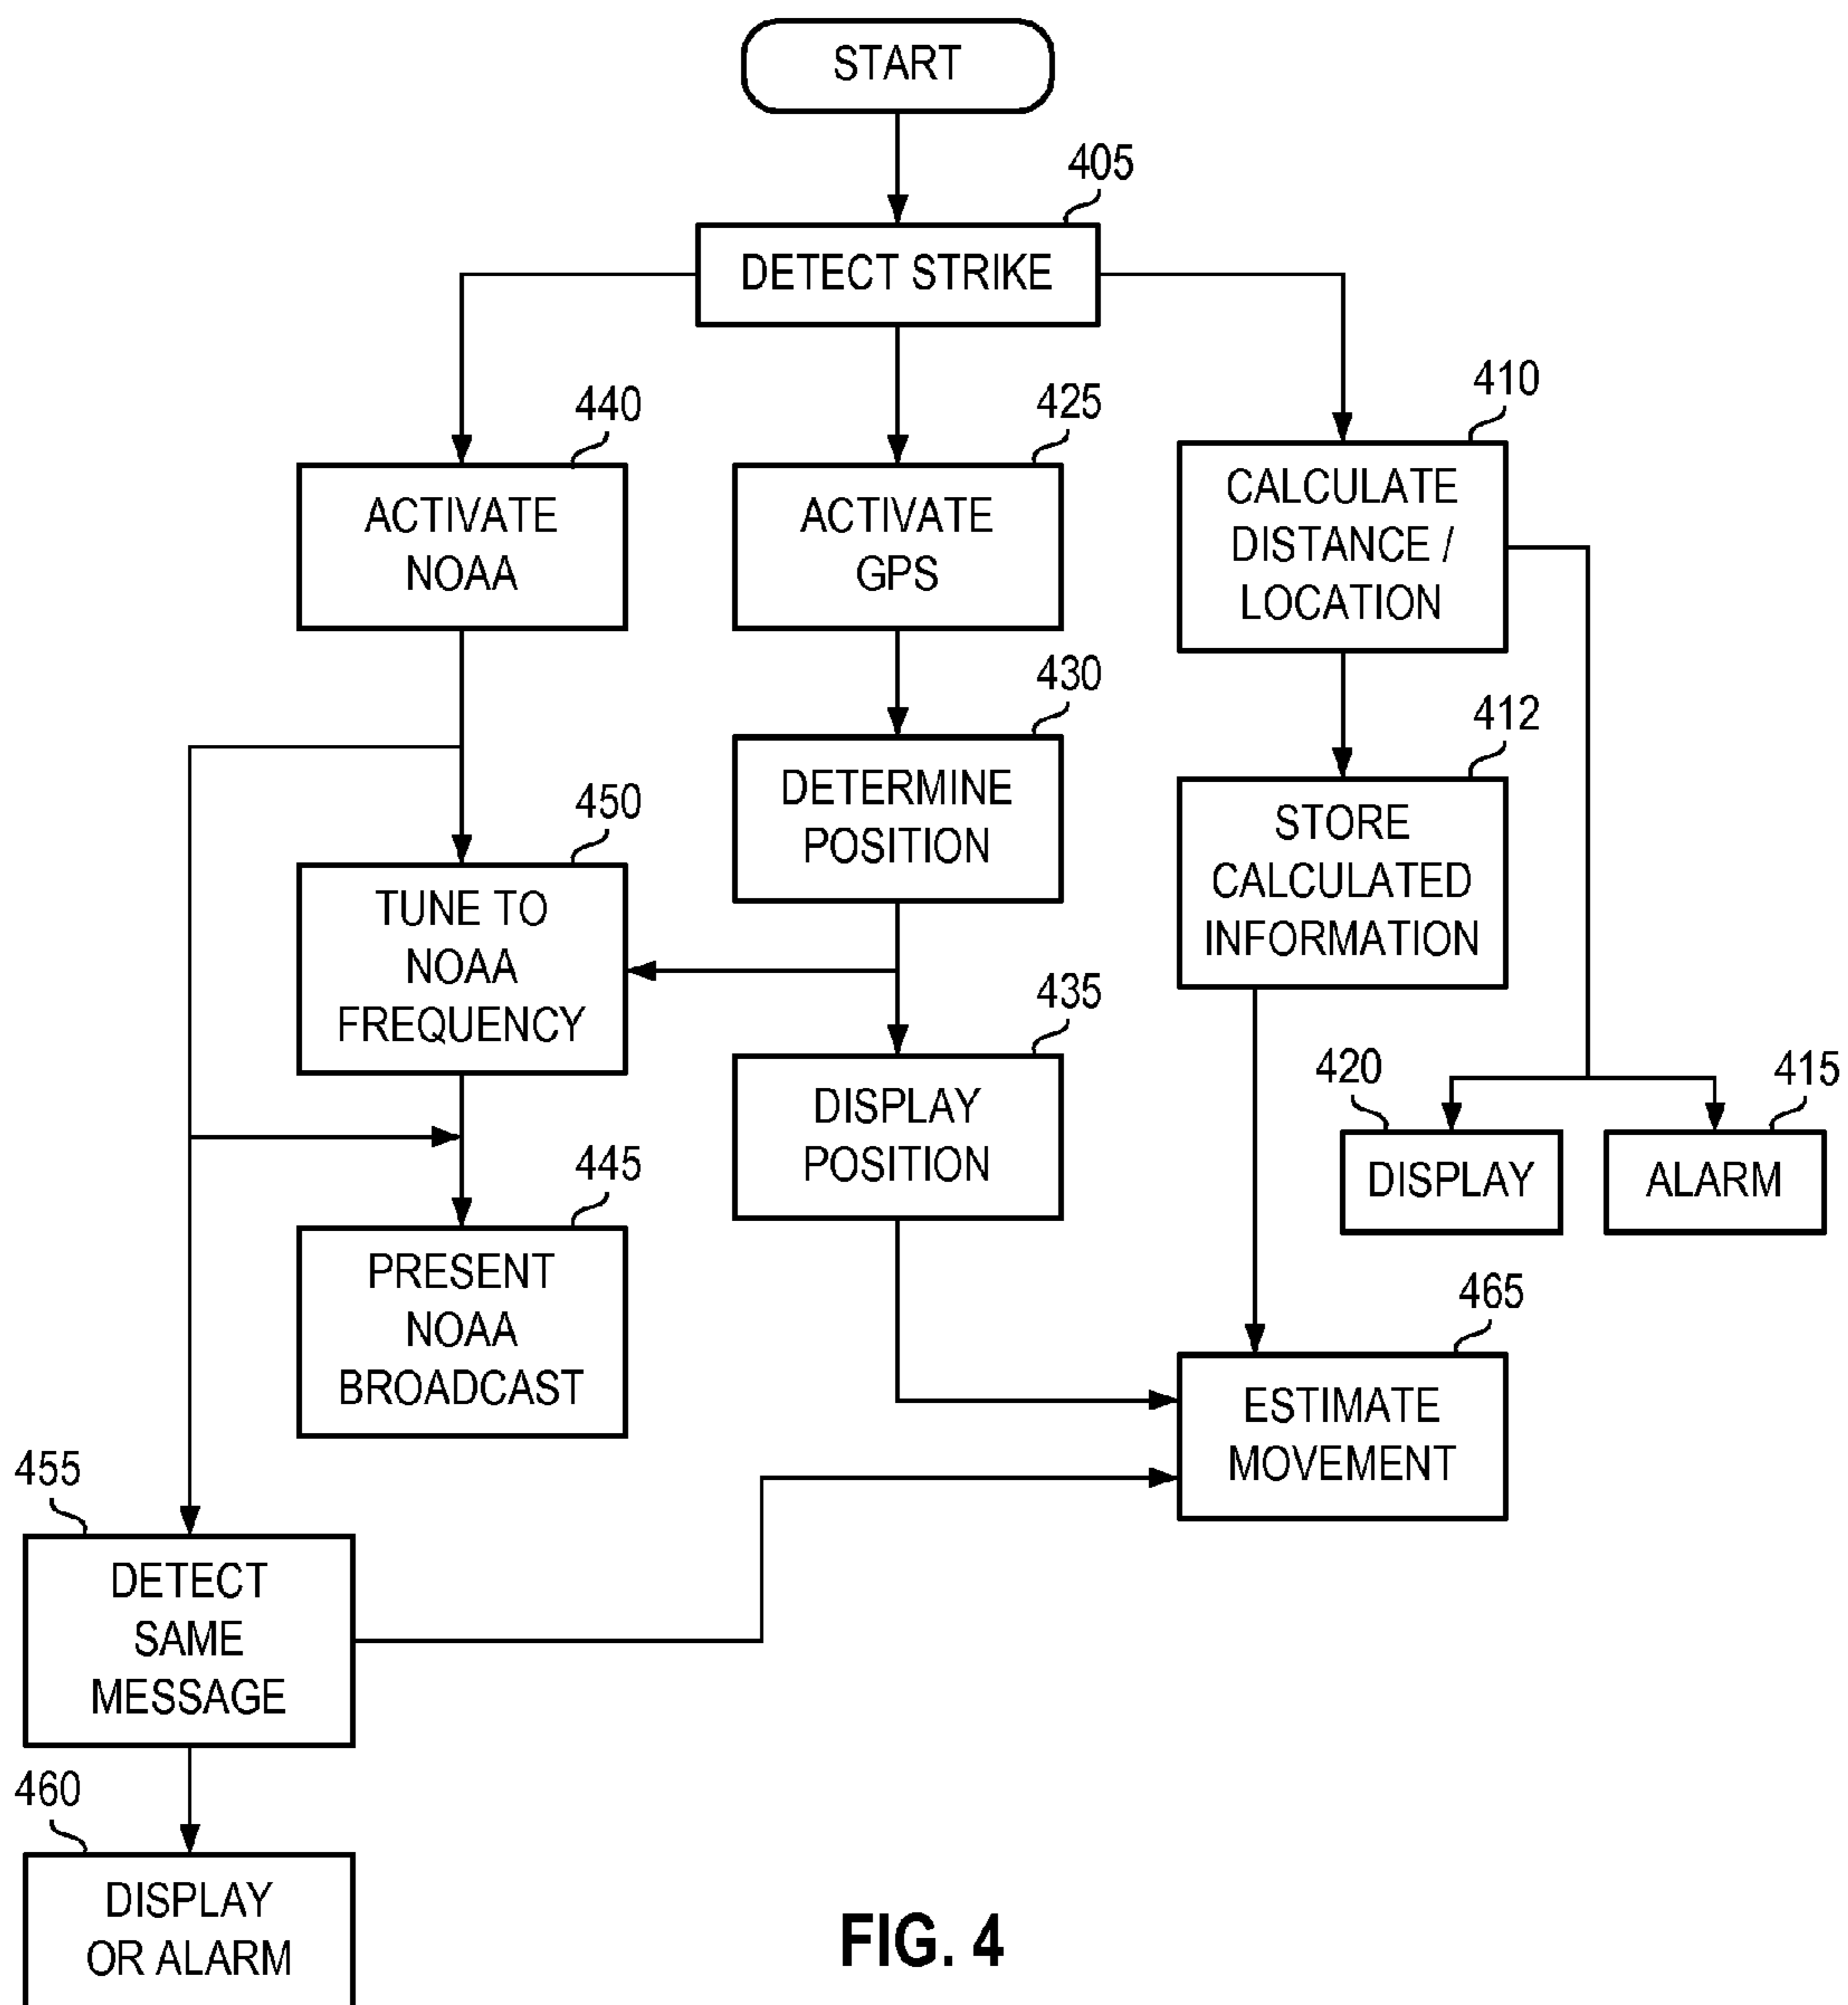 START
405
DETECT STRIKE
440
ACTIVATE
NOAA
425
ACTIVATE
GPS
410
CALCULATE
DISTANCE /
LOCATION
430
DETERMINE
POSITION
412
STORE
CALCULATED
INFORMATION
450
TUNE TO
NOAA
FREQUENCY
435
DISPLAY
POSITION
420
DISPLAY
415
ALARM
445
PRESENT
NOAA
BROADCAST
465
ESTIMATE
MOVEMENT
455
DETECT
SAME
MESSAGE
460
DISPLAY
OR ALARM
FIG. 4